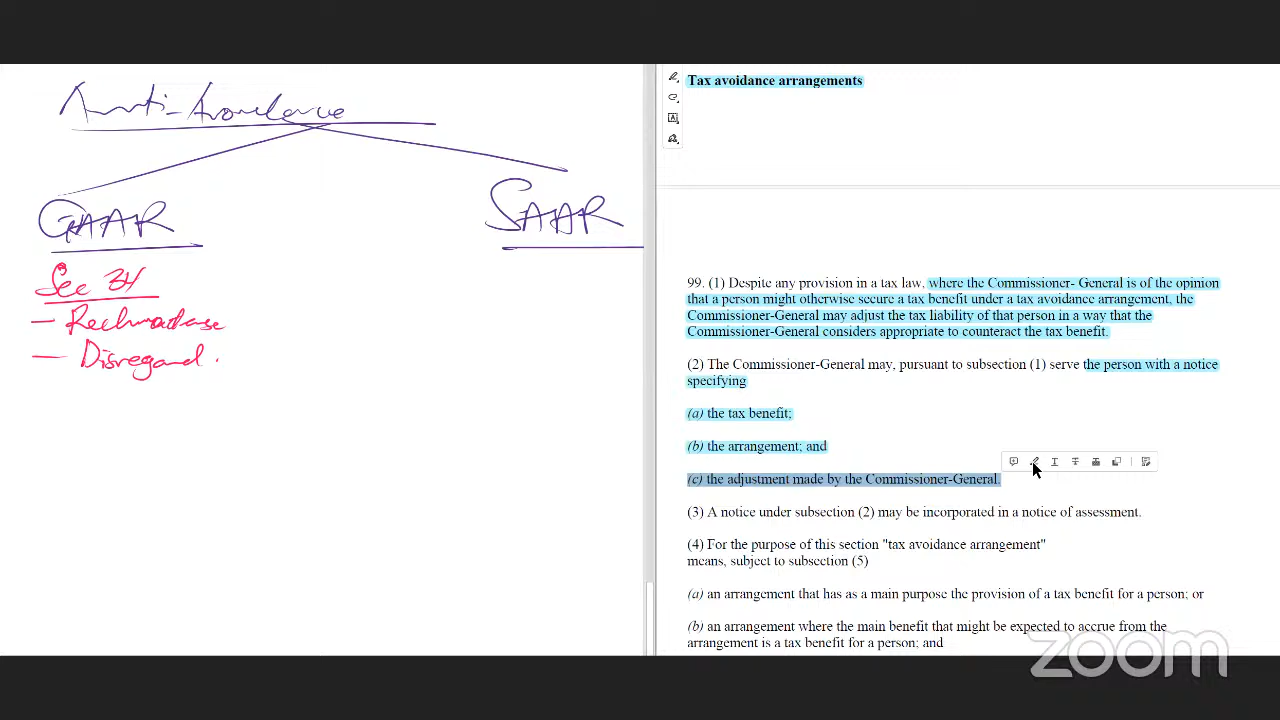 Anti-Avoidance
GAAR
SAAR
See 34
- Rechmadase
- Disregard.
Tax avoidance arrangements
99. (1) Despite any provision in a tax law, where the Commissioner- General is of the opinion
that a person might otherwise secure a tax benefit under a tax avoidance arrangement, the
Commissioner-General may adjust the tax liability of that person in a way that the
Commissioner-General considers appropriate to counteract the tax benefit.
(2) The Commissioner-General may, pursuant to subsection (1) serve the person with a notice
specifying
(a) the tax benefit;
(b) the arrangement; and
(c) the adjustment made by the Commissioner-General.
(3) A notice under subsection (2) may be incorporated in a notice of assessment.
(4) For the purpose of this section "tax avoidance arrangement"
means, subject to subsection (5)
(a) an arrangement that has as a main purpose the provision of a tax benefit for a person; or
(b) an arrangement where the main benefit that might be expected to accrue from the
arrangement is a tax benefit for a person; and
zoom